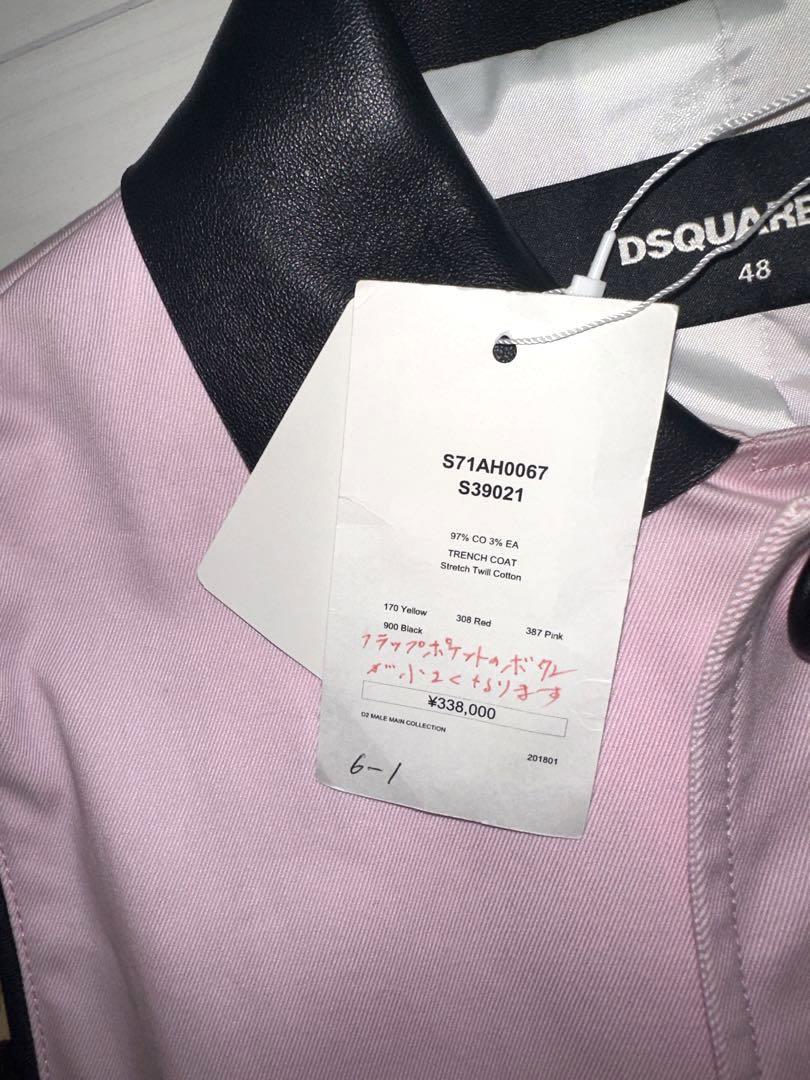 DSQUARE
48
S71AH0067
S39021
97% CO 3% EA
TRENCH COAT
Stretch Twill Cotton
170 Yellow 308 Red 387 Pink
900 Black
フラップポケットのボタン
が小さくなります
¥338,000
D2 MALE MAIN COLLECTION
201801
6-1